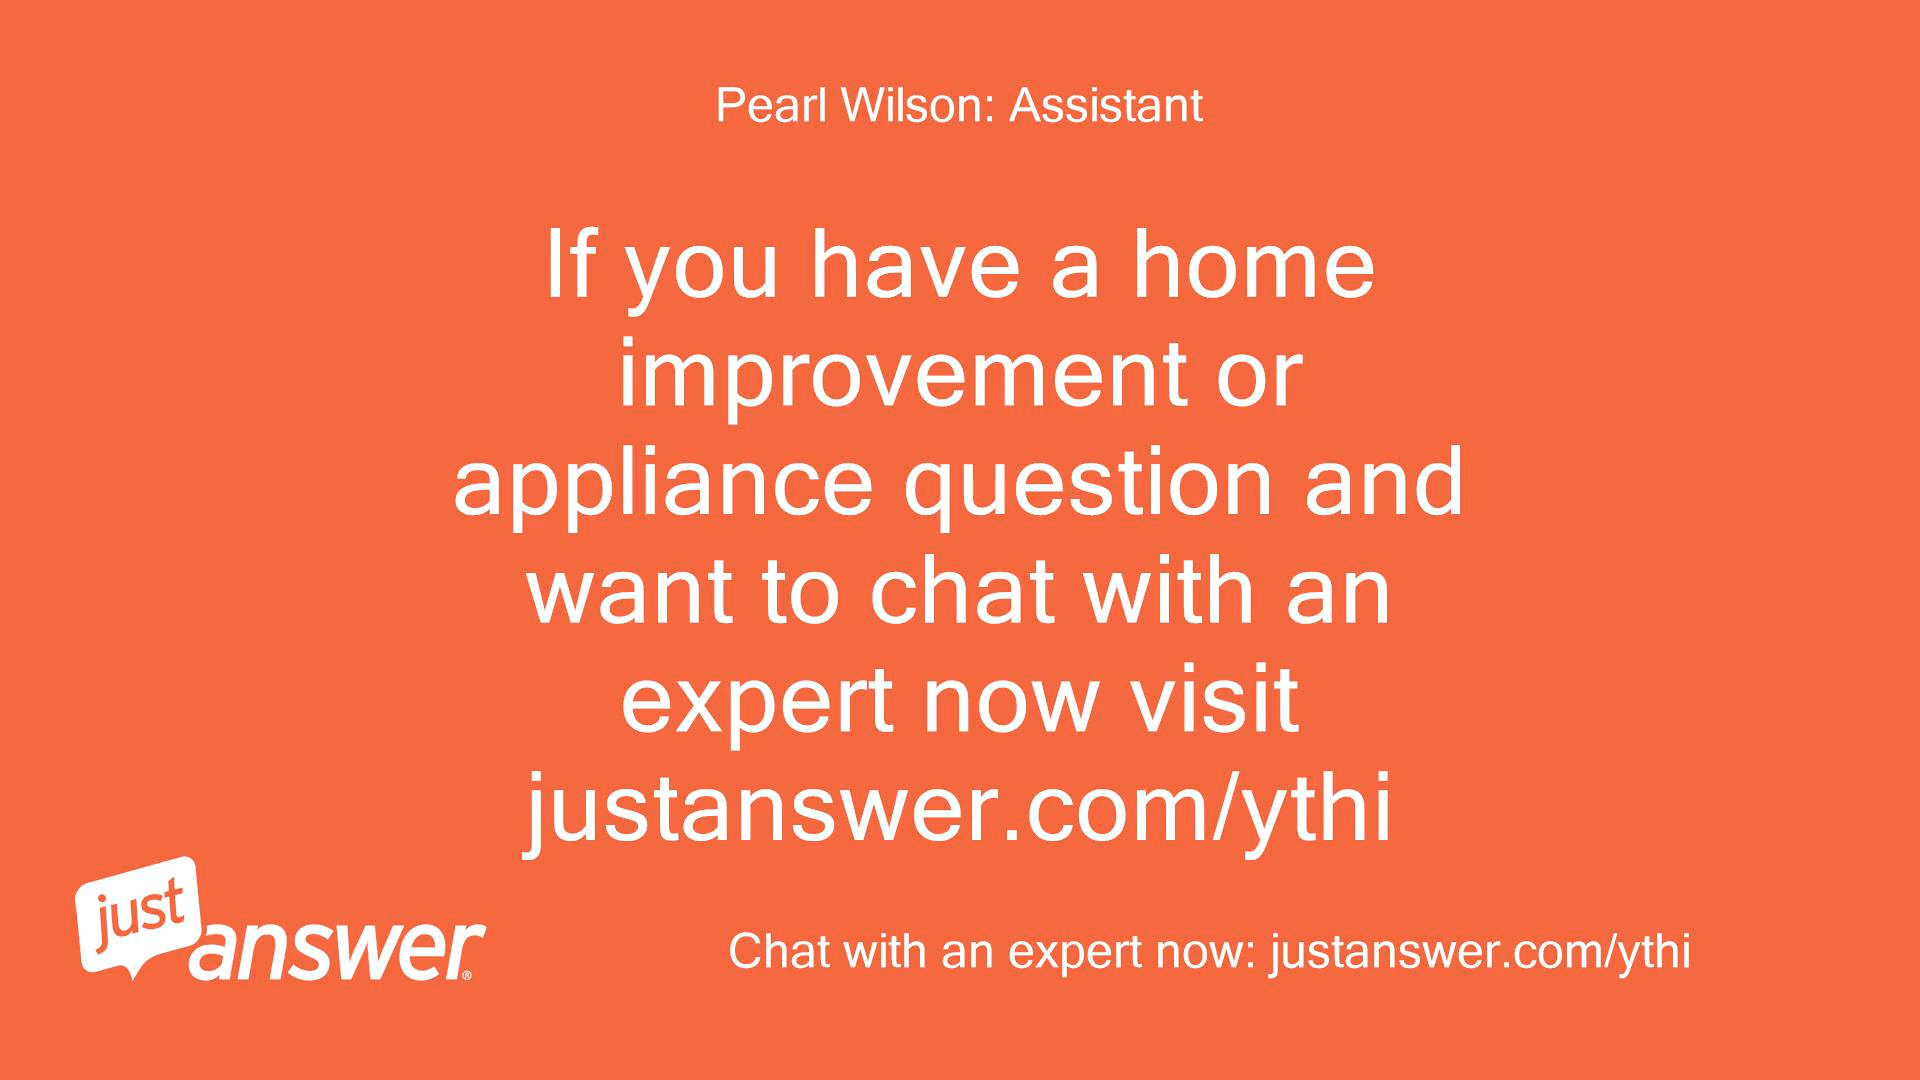 Pearl Wilson: Assistant
If you have a home
improvement or
appliance question and
want to chat with an
expert now visit
justanswer.com/ythi
just
answer®
Chat with an expert now: justanswer.com/ythi